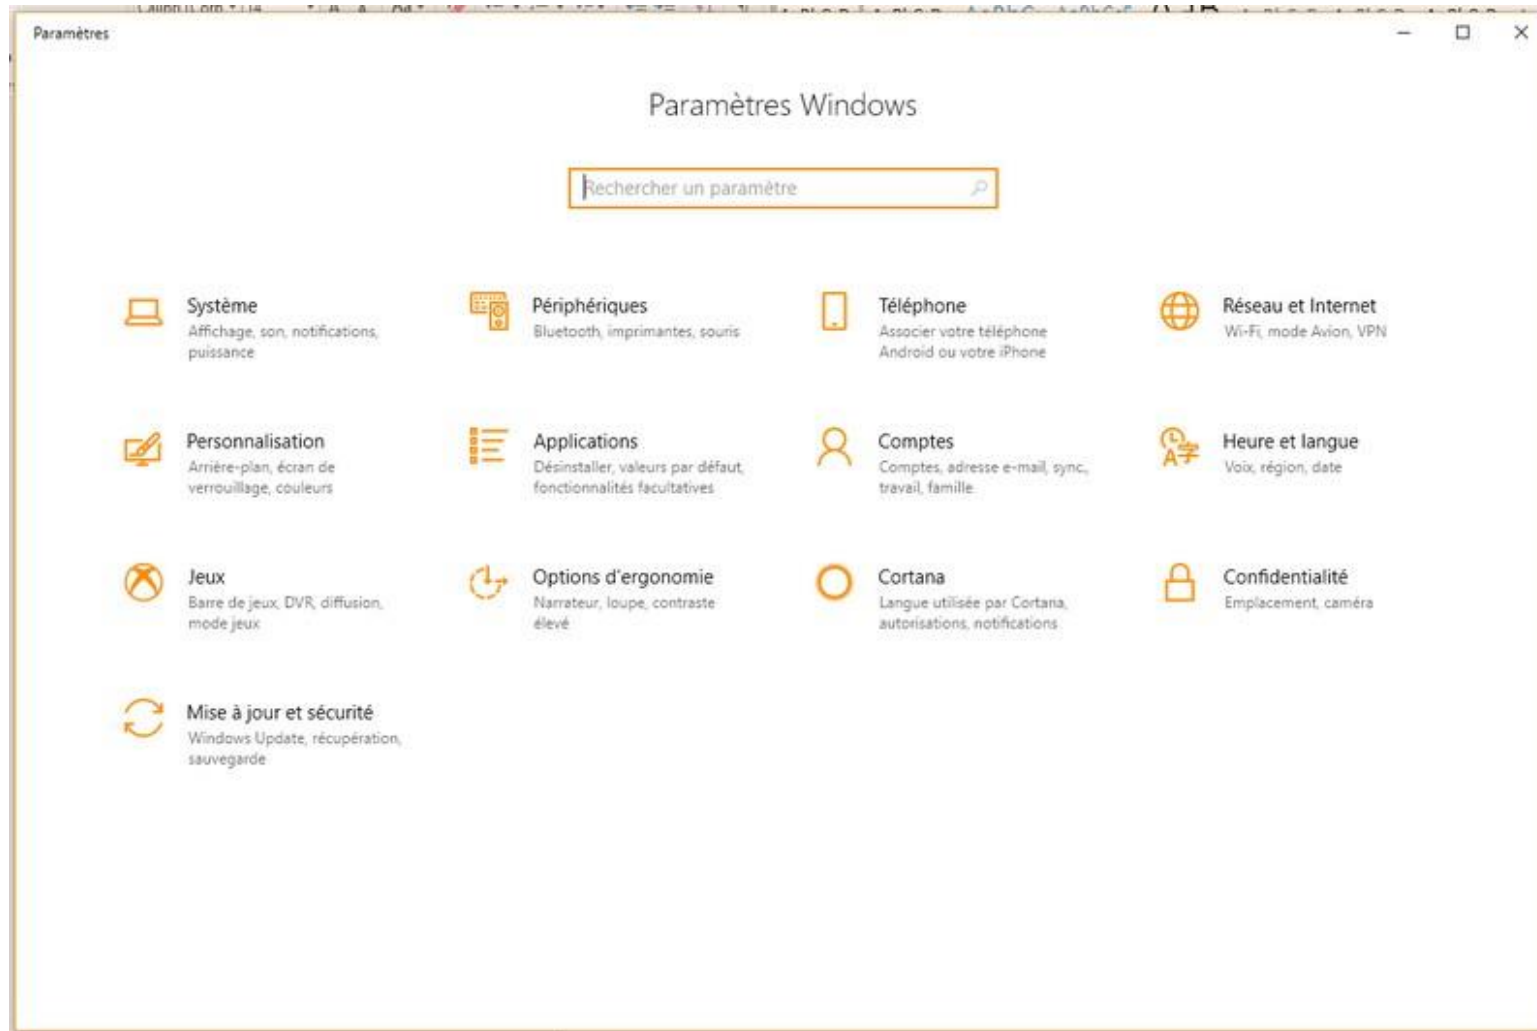 Paramètres
Paramètres Windows
Rechercher un paramètre
Système
Affichage, son, notifications,
puissance
Périphériques
Bluetooth, imprimantes, souris
Téléphone
Associer votre téléphone
Android ou votre iPhone
Réseau et Internet
Wi-Fi, mode Avion, VPN
Personnalisation
Arrière-plan, écran de
verrouillage, couleurs
Applications
Désinstaller, valeurs par défaut,
fonctionnalités facultatives
Comptes
Comptes, adresse e-mail, sync.,
travail, famille
Heure et langue
Voix, région, date
Jeux
Barre de jeux, DVR, diffusion,
mode jeux
Options d'ergonomie
Narrateur, loupe, contraste
élevé
Cortana
Langue utilisée par Cortana,
autorisations, notifications
Confidentialité
Emplacement, caméra
Mise à jour et sécurité
Windows Update, récupération,
sauvegarde